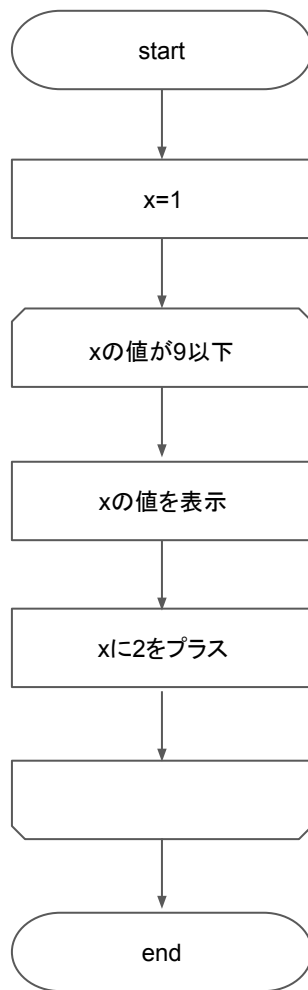 start
x=1
xの値が9以下
xの値を表示
xに2をプラス
end